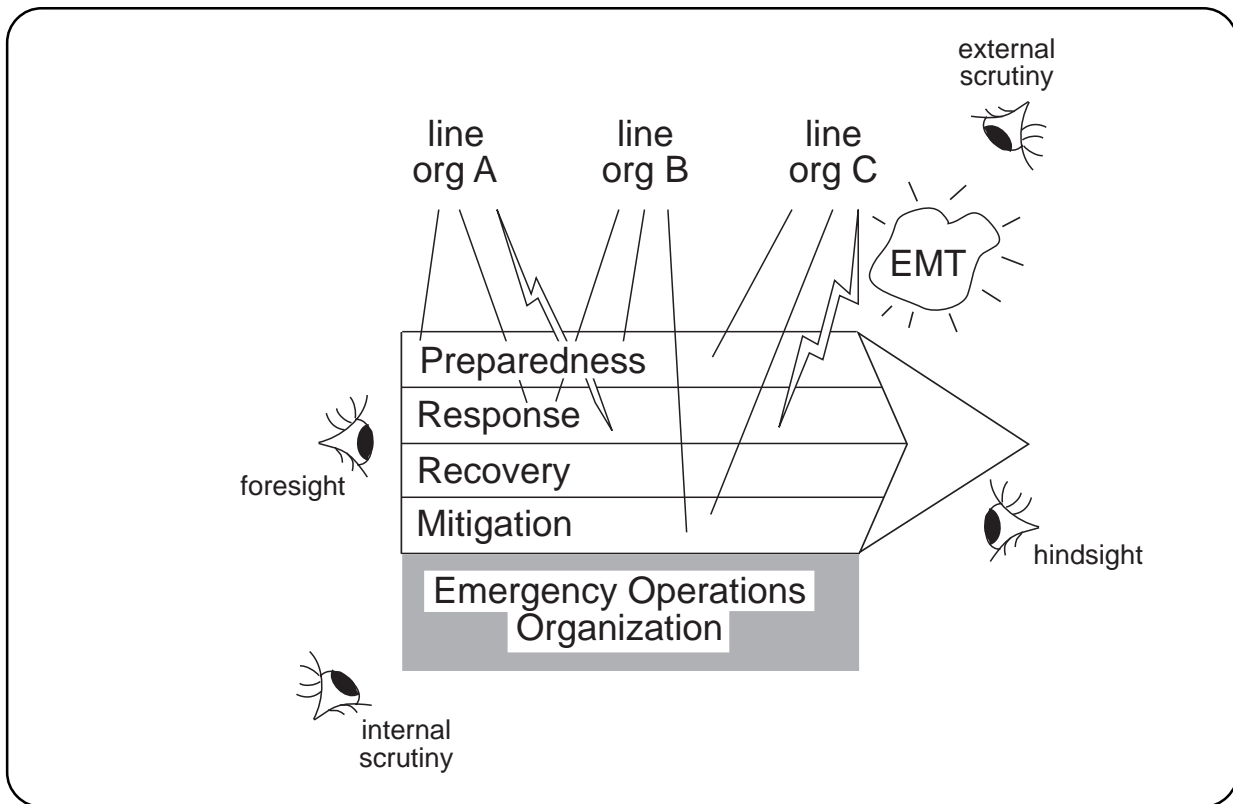 external
scrutiny
line
org A
line
org B
line
org C
EMT
Preparedness
Response
Recovery
Mitigation
foresight
hindsight
Emergency Operations
Organization
internal
scrutiny